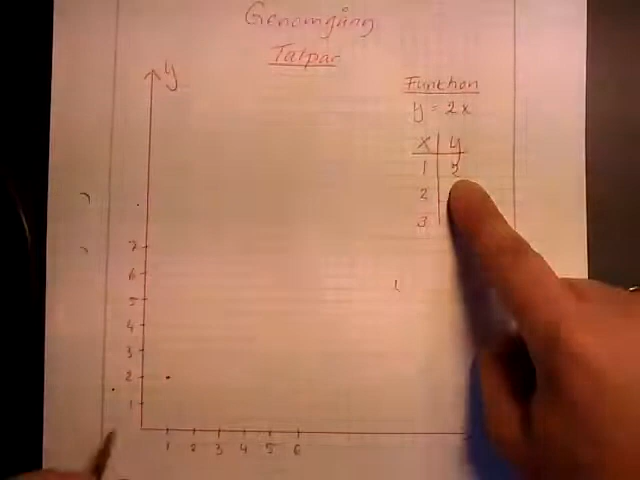 Genomgång
Talpar
y
Funktion
y = 2x
x y
1 2
2
3
7
6
5
4
3
2
1
1 2 3 4 5 6